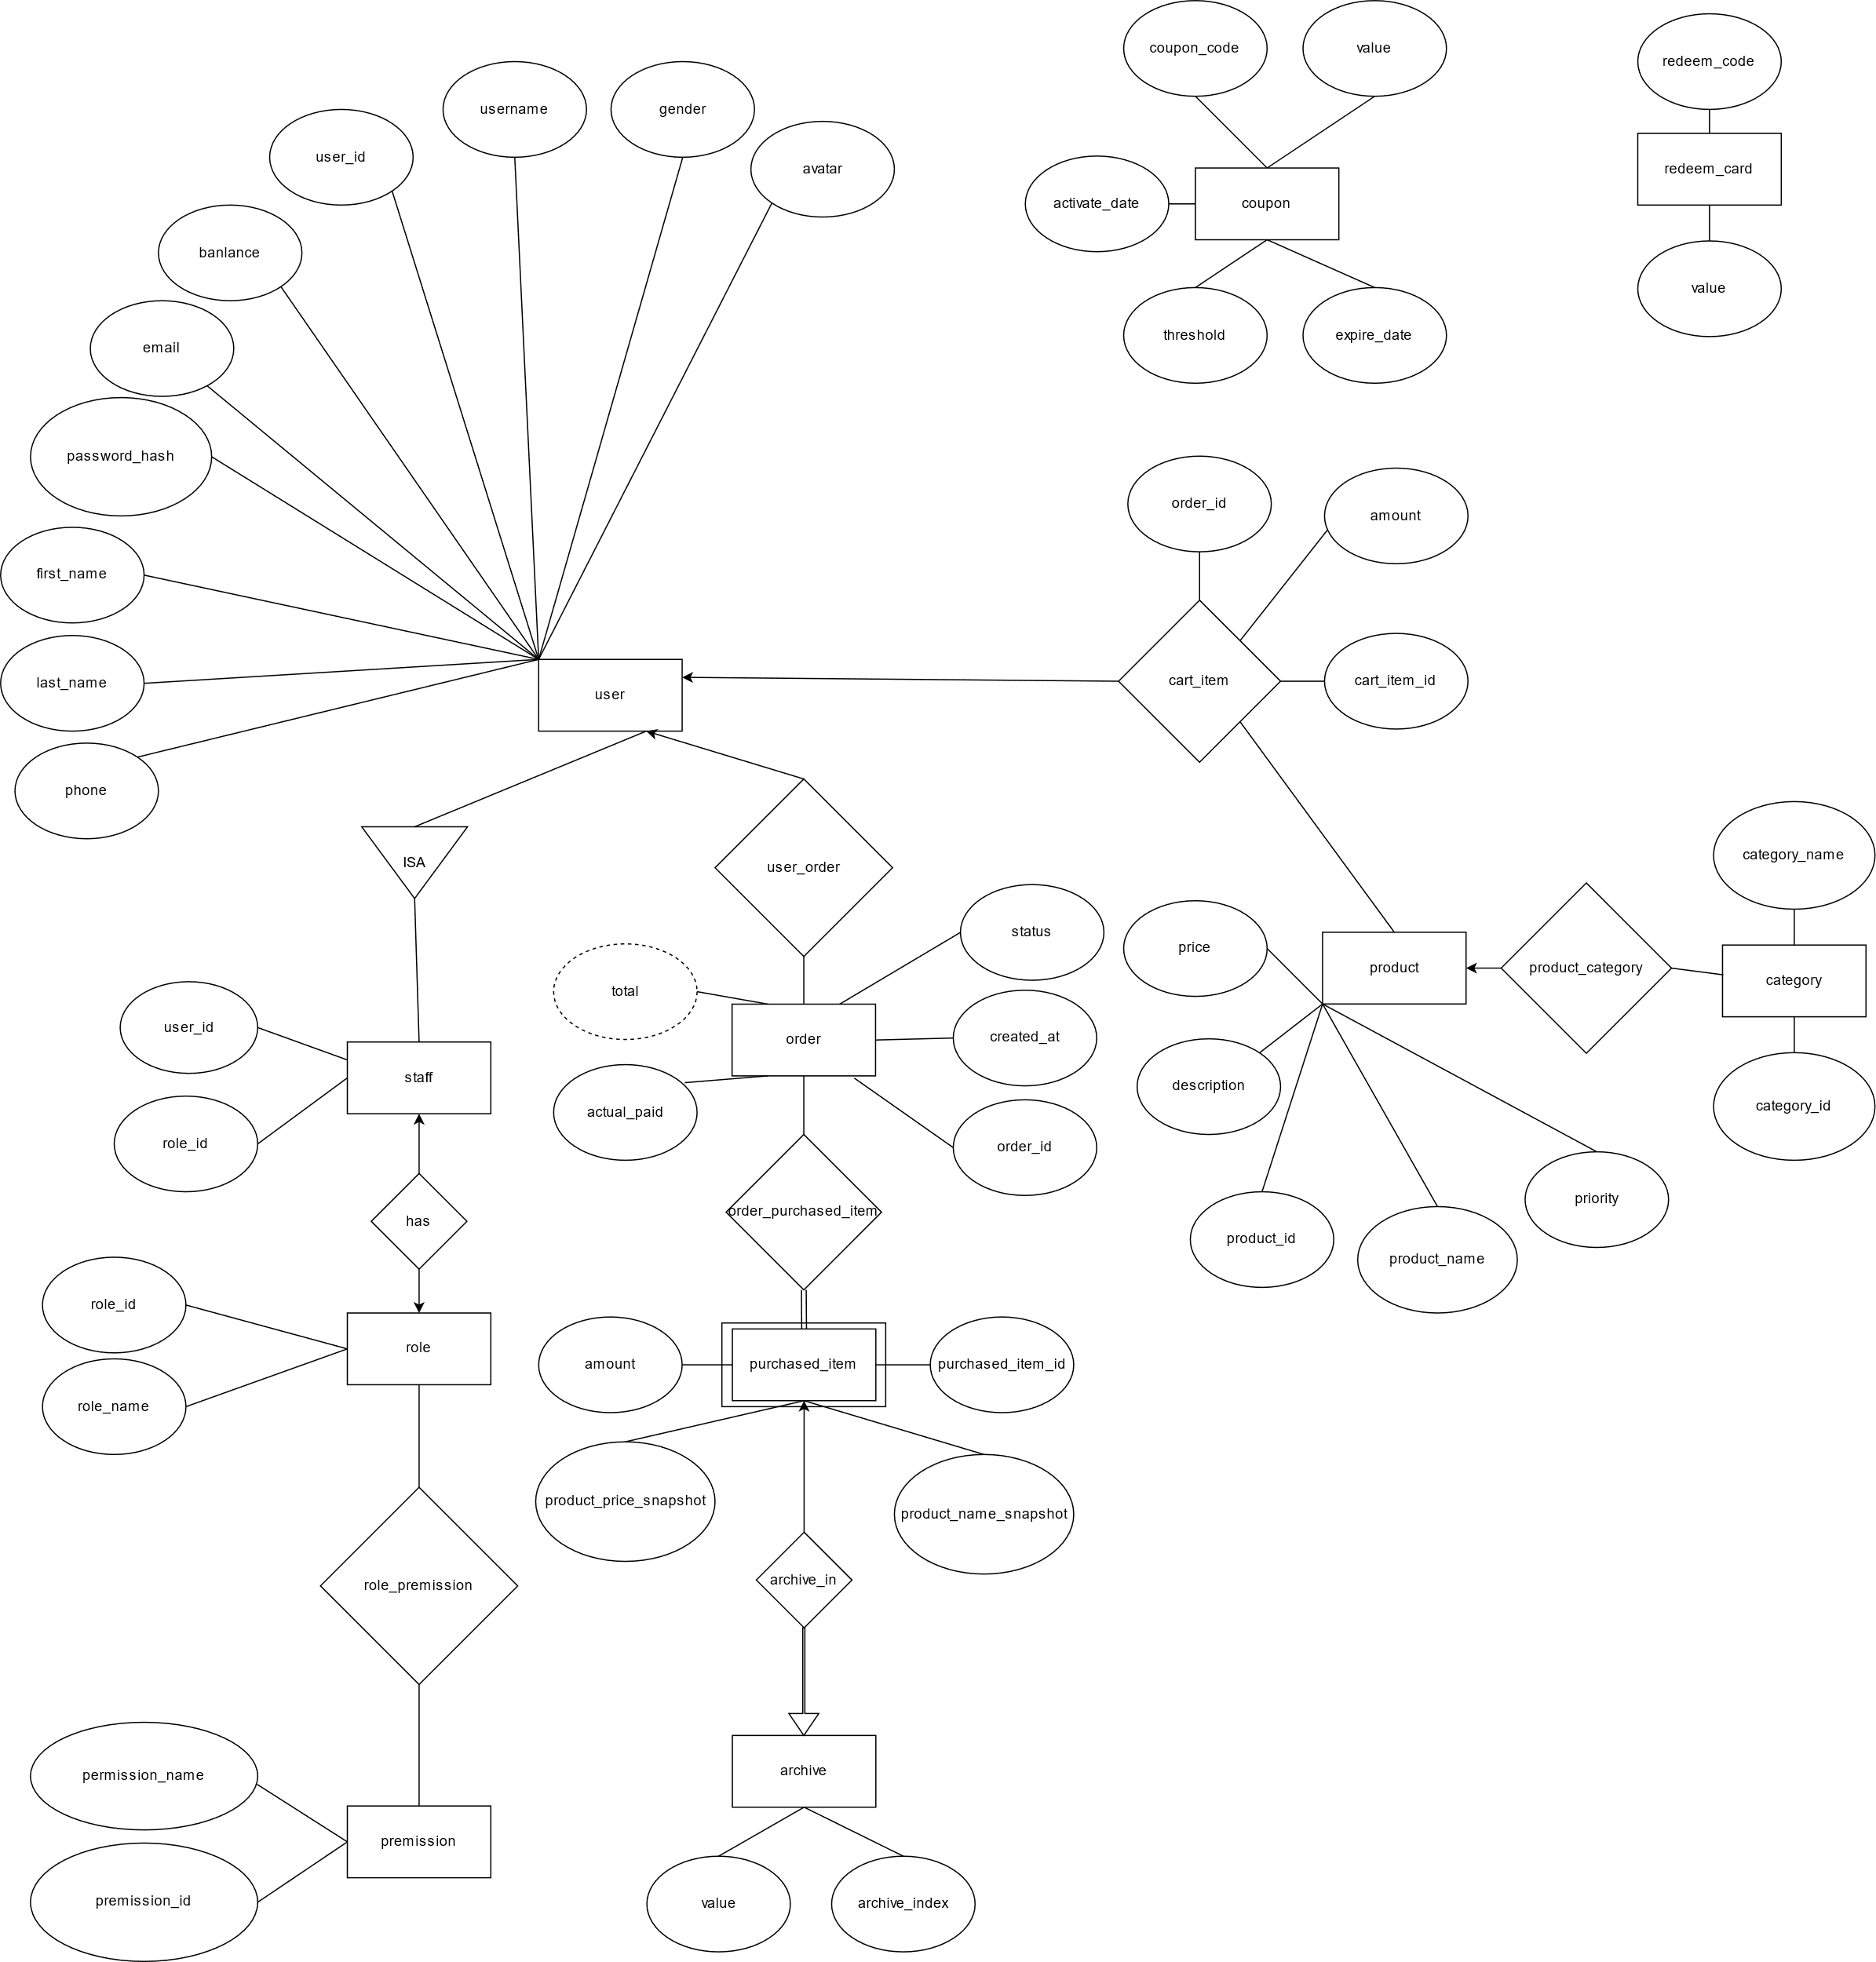 coupon_code
value
redeem_code
username
gender
user_id
avatar
redeem_card
activate_date
coupon
banlance
value
threshold
expire_date
email
password_hash
order_id
amount
first_name
last_name
user
cart_item
cart_item_id
phone
ISA
user_order
category_name
status
price
product
product_category
category
total
user_id
order
created_at
staff
description
category_id
actual_paid
role_id
order_id
has
order_purchased_item
priority
product_id
product_name
role_id
role
amount
purchased_item
purchased_item_id
role_name
product_price_snapshot
product_name_snapshot
role_premission
archive_in
permission_name
archive
premission
premission_id
value
archive_index